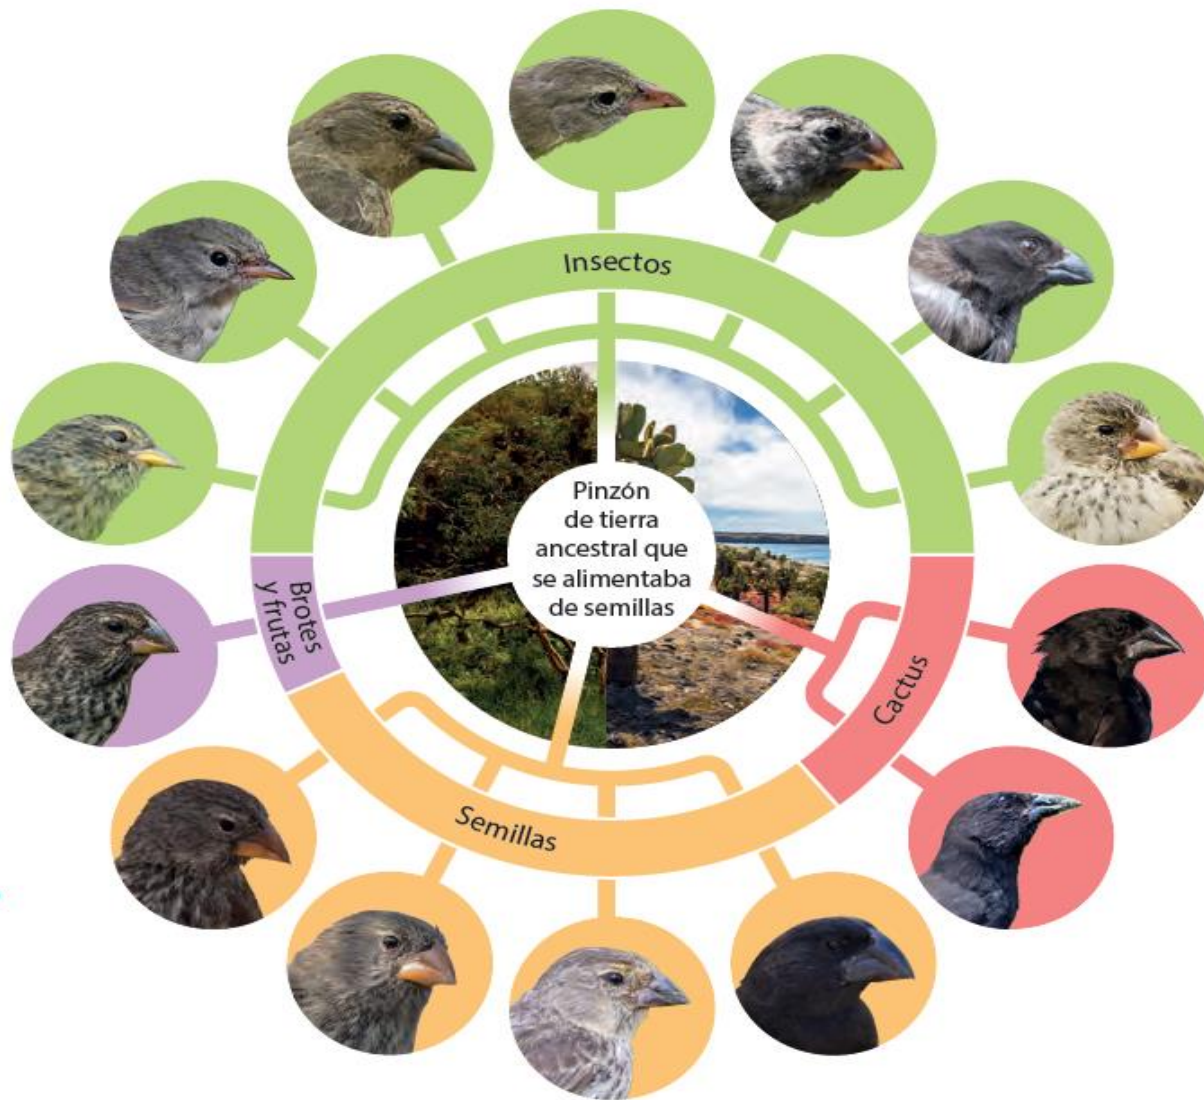 Insectos
Pinzón
de tierra
ancestral que
se alimentaba
de semillas
Brotes
y frutas
Cactus
Semillas